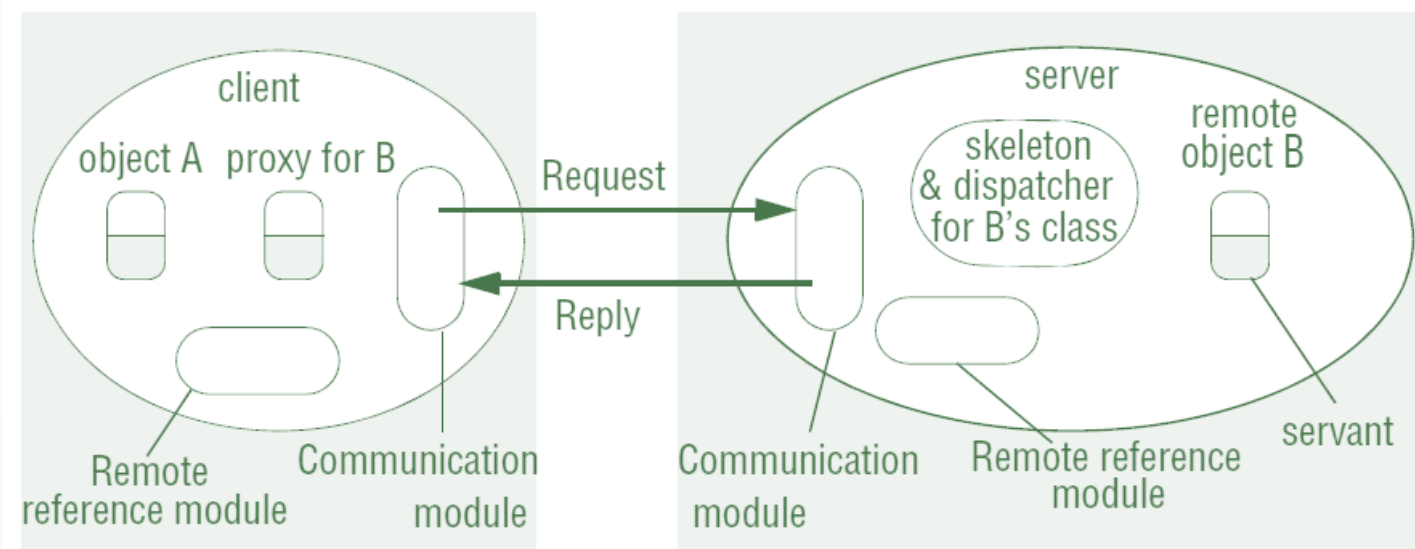 client
object A
proxy for B
Remote
reference module
Communication
module
Request
Reply
server
skeleton
& dispatcher
for B's class
remote
object B
Communication
module
Remote reference
module
servant